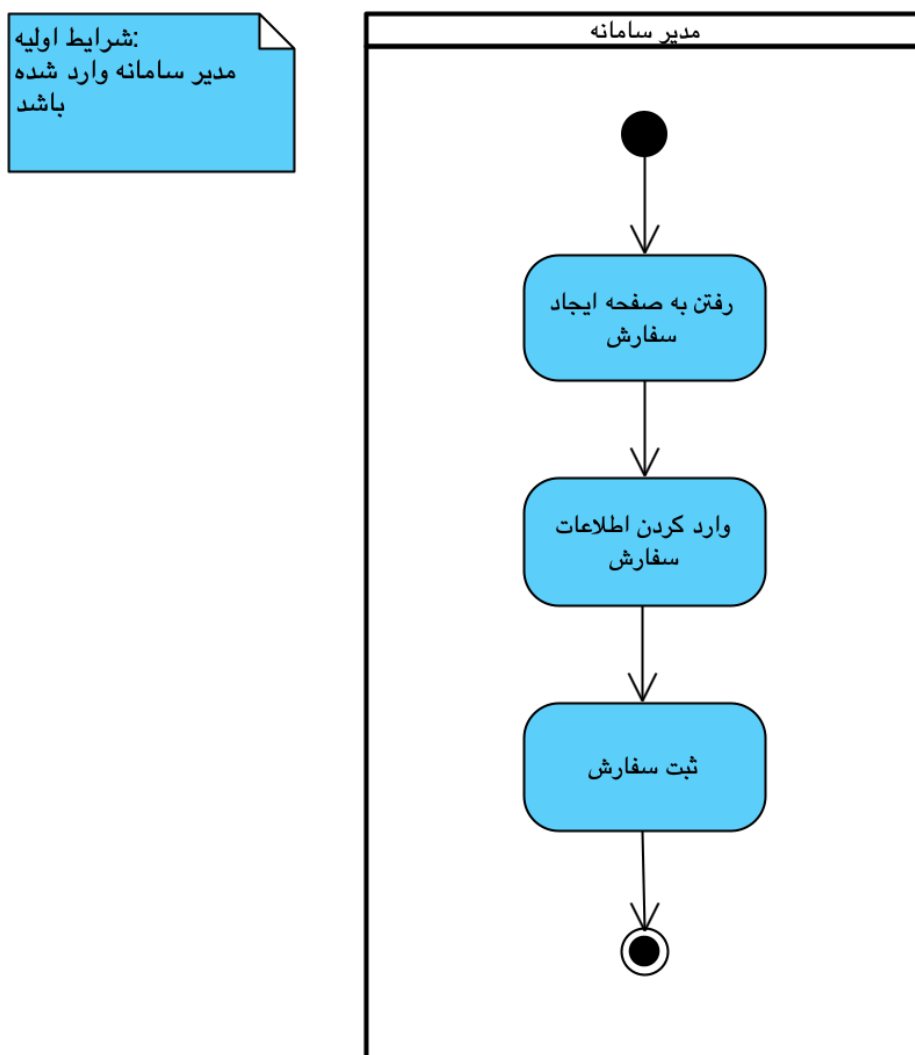 شرایط اولیه:
مدیر سامانه وارد شده
باشد
مدیر سامانه
رفتن به صفحه ایجاد
سفارش
وارد کردن اطلاعات
سفارش
ثبت سفارش